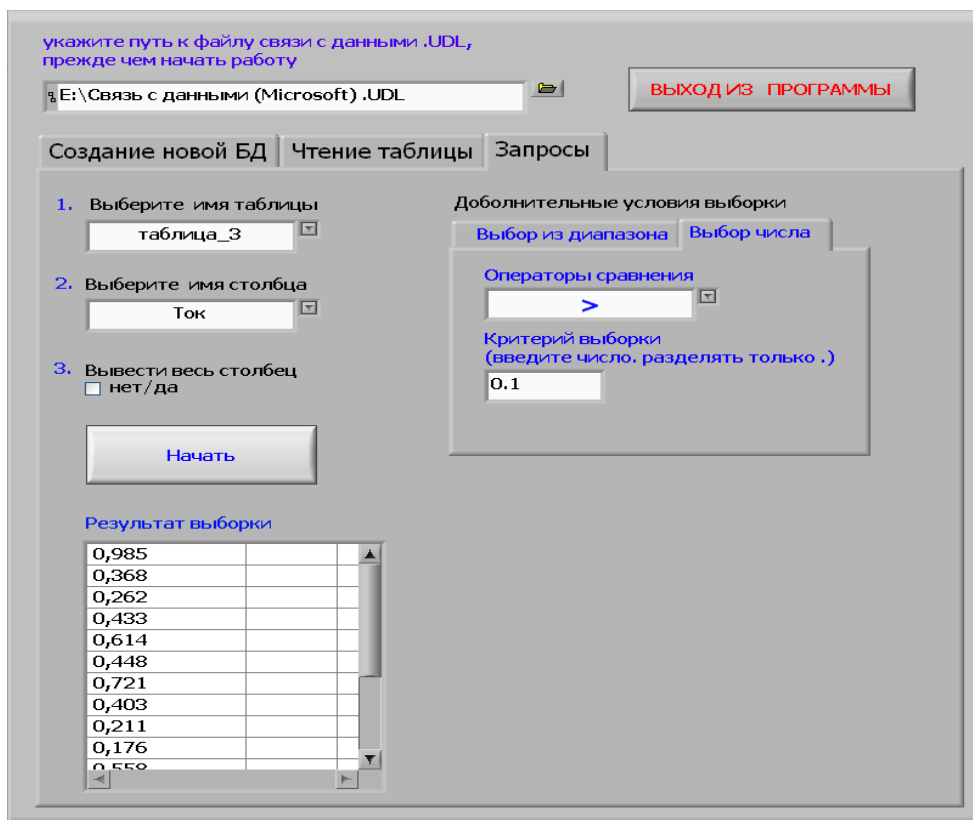 укажите путь к файлу связи с данными .UDL,
прежде чем начать работу
E:\Связь с данными (Microsoft) .UDL
ВЫХОД ИЗ ПРОГРАММЫ
Создание новой БД
Чтение таблицы
Запросы
1. Выберите имя таблицы
таблица_3
2. Выберите имя столбца
Ток
3. Вывести весь столбец
нет/да
Начать
Доболнительные условия выборки
Выбор из диапазона
Выбор числа
Операторы сравнения
>
Критерий выборки
(введите число. разделять только .)
0.1
Результат выборки
0,985
0,368
0,262
0,433
0,614
0,448
0,721
0,403
0,211
0,176